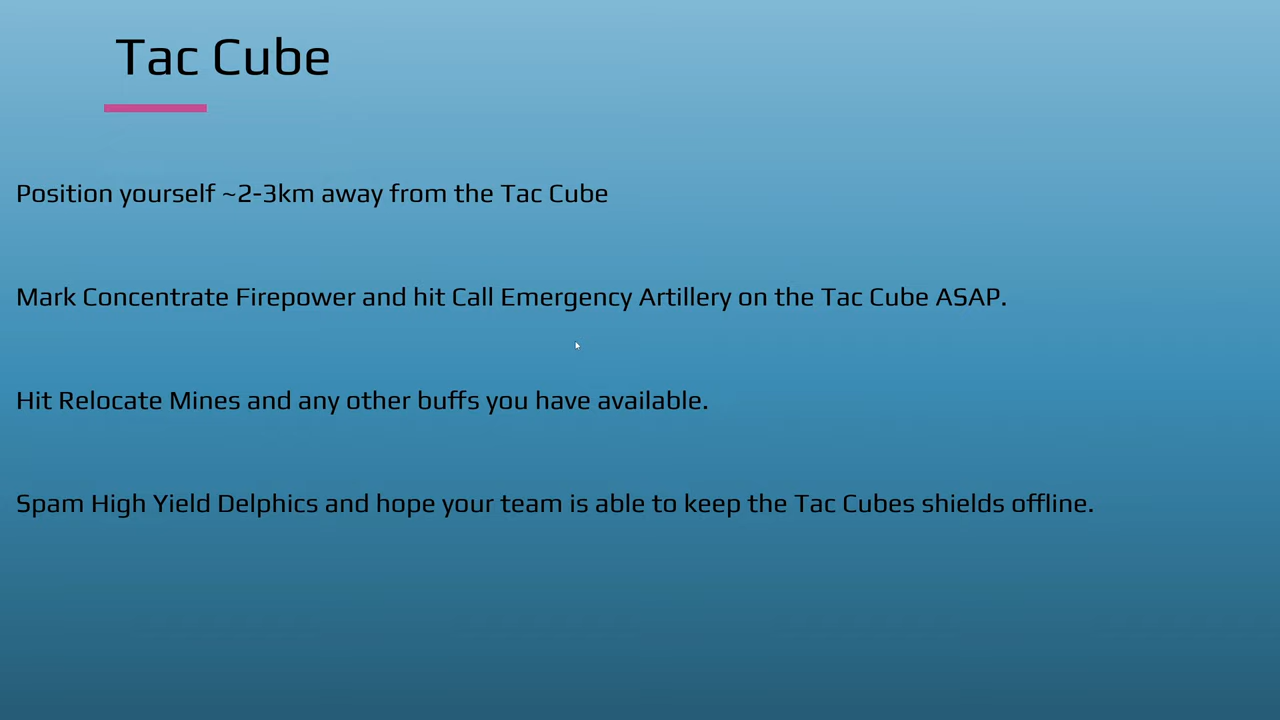 Tac Cube
Position yourself ~2-3km away from the Tac Cube
Mark Concentrate Firepower and hit Call Emergency Artillery on the Tac Cube ASAP.
Hit Relocate Mines and any other buffs you have available.
Spam High Yield Delphics and hope your team is able to keep the Tac Cubes shields offline.